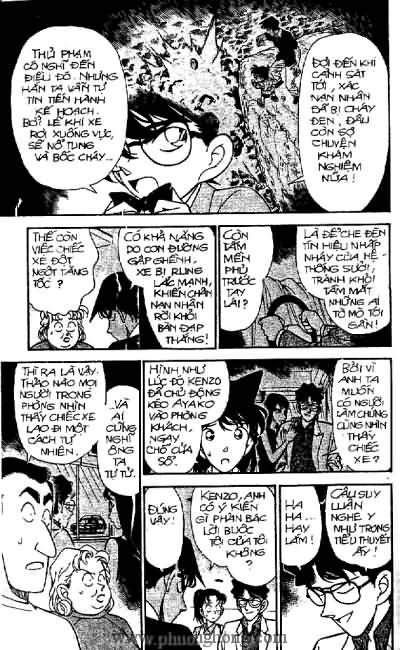 ĐỢI ĐẾN KHI
CẢNH SÁT
TỚI, XÁC
NẠN NHÂN
ĐÃ BỊ CHÁY
ĐEN, ĐÂU
CÒN SỢ
CHUYỆN
KHÁM
NGHIỆM
NỮA!
THỦ PHẠM
CÓ NGHĨ ĐẾN
ĐIỀU ĐÓ. NHƯNG
HẮN TA VẪN TỰ
TIN TIẾN HÀNH
KẾ HOẠCH.
BỞI LẼ KHI XE
RƠI XUỐNG VỰC,
SẼ NỔ TUNG
VÀ BỐC CHÁY...
LÀ ĐỂ CHE ĐÈN
TÍN HIỆU NHẤP
NHÁY CỦA HỆ
THỐNG SƯỞI,
TRÁNH KHỎI
TẦM MẮT
NHỮNG AI
TÒ MÒ TỚI
GẦN!
CÒN
TẤM
MỀN
PHỦ
TRƯỚC
TAY
LÁI?
CÓ KHẢ NĂNG
DO CON ĐƯỜNG
GẬP GHỀNH,
XE BỊ RUNG
LẮC MẠNH,
KHIẾN CHÂN
NẠN NHÂN
RỜI KHỎI
BÀN ĐẠP
THẮNG!
THẾ CÒN
VIỆC CHIẾC
XE ĐỘT
NGỘT TĂNG
TỐC?
BỞI VÌ
ANH TA
MUỐN
CÓ NGƯỜI
LÀM CHỨNG
CÙNG NHÌN
THẤY
CHIẾC
XE?
HÌNH NHƯ
LÚC ĐÓ KENZO
ĐÃ CHỦ ĐỘNG
KÉO AYAKO
VÀO PHÒNG
KHÁCH,
NGAY
CHỖ CỬA
SỔ.
...VÀ
AI CŨNG
NGHĨ
ÔNG
TA
TỰ TỬ.
THÌ RA LÀ VẬY.
THẢO NÀO MỌI
NGƯỜI TRONG
PHÒNG NHÌN
THẤY CHIẾC XE
LAO ĐI MỘT
CÁCH TỰ
NHIÊN.
CẬU SUY
LUẬN
NGHE Y
NHƯ TRONG
TIỂU THUYẾT
ẤY!
HA
HA...
HAY
LẮM!
KENZO, ANH
CÓ Ý KIẾN
GÌ PHẢN BÁC
LỜI BUỘC
TỘI CỦA TÔI
KHÔNG?
ĐÚNG
VẬY!
www.phuonghong.com